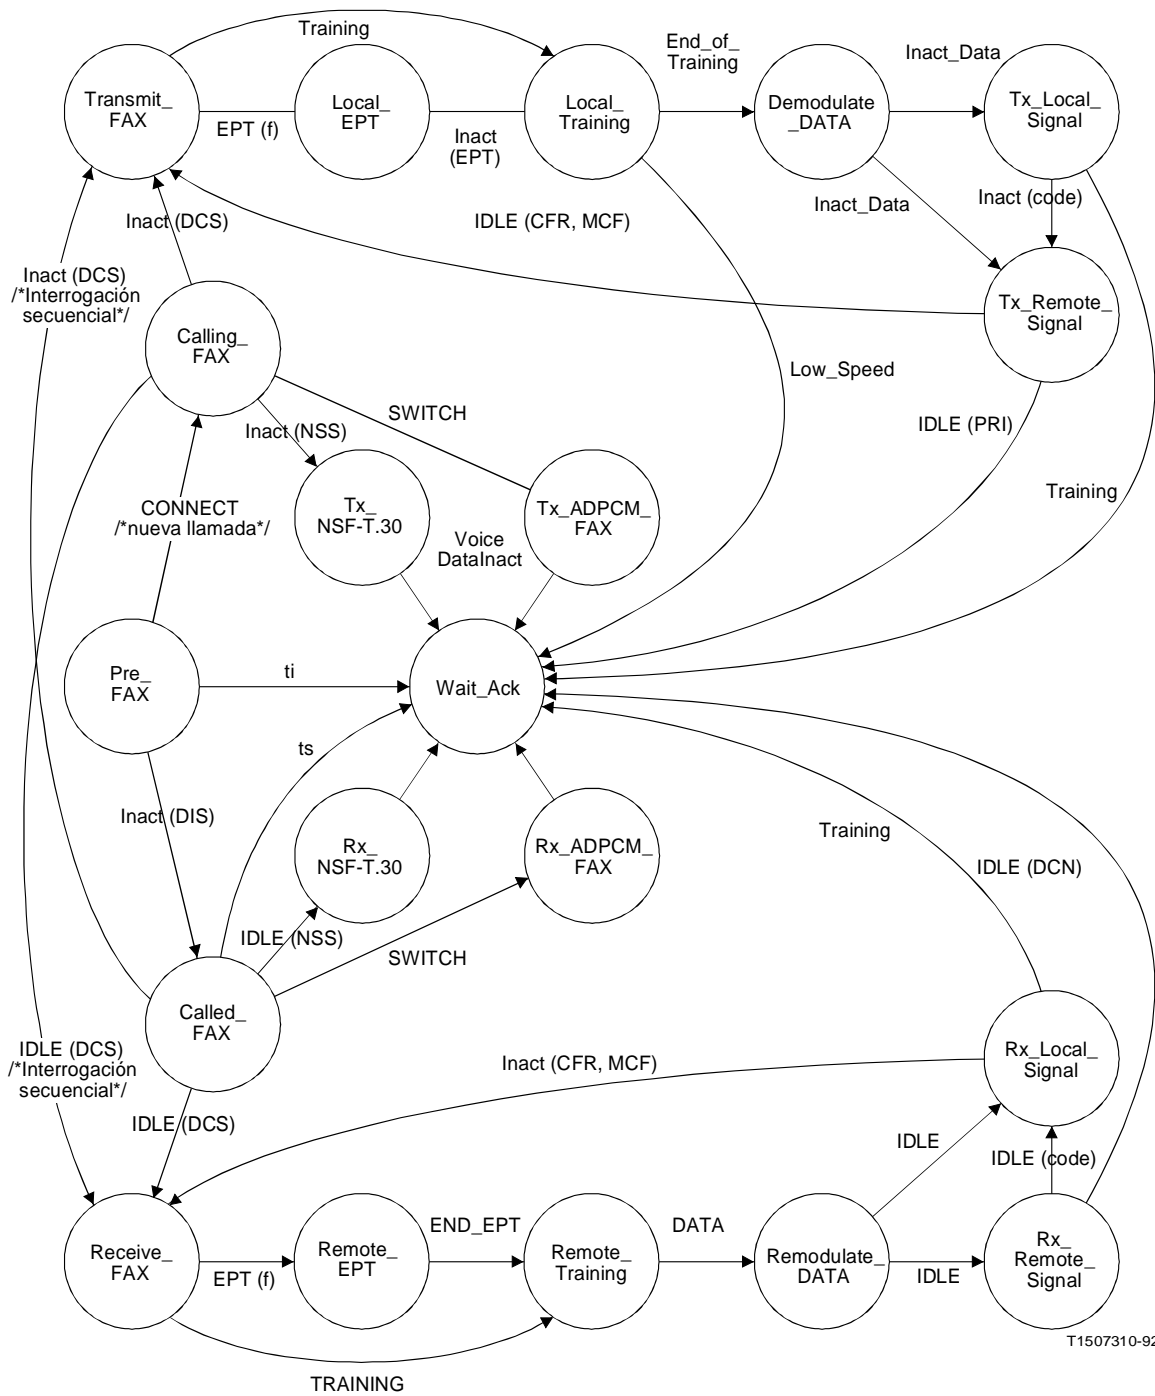 Training
End_of_
Training
Inact_Data
Transmit_
FAX
EPT (f)
Local_
EPT
Inact
(EPT)
Local_
Training
Demodulate
_DATA
Tx_Local_
Signal
Inact (DCS)
IDLE (CFR, MCF)
Inact_Data
Inact (code)
Inact (DCS)
/*Interrogación
secuencial*/
Calling_
FAX
Tx_Remote_
Signal
Low_Speed
SWITCH
Inact (NSS)
IDLE (PRI)
CONNECT
/*nueva llamada*/
Tx_
NSF-T.30
Voice
DataInact
Tx_ADPCM_
FAX
Training
Pre_
FAX
ti
Wait_Ack
ts
Inact (DIS)
Rx_
NSF-T.30
Rx_ADPCM_
FAX
Training
IDLE (DCN)
IDLE (NSS)
SWITCH
Called_
FAX
IDLE (DCS)
/*Interrogación
secuencial*/
Inact (CFR, MCF)
Rx_Local_
Signal
IDLE (DCS)
IDLE
IDLE (code)
Receive_
FAX
EPT (f)
Remote_
EPT
END_EPT
Remote_
Training
DATA
Remodulate_
DATA
IDLE
Rx_
Remote_
Signal
T1507310-92
TRAINING